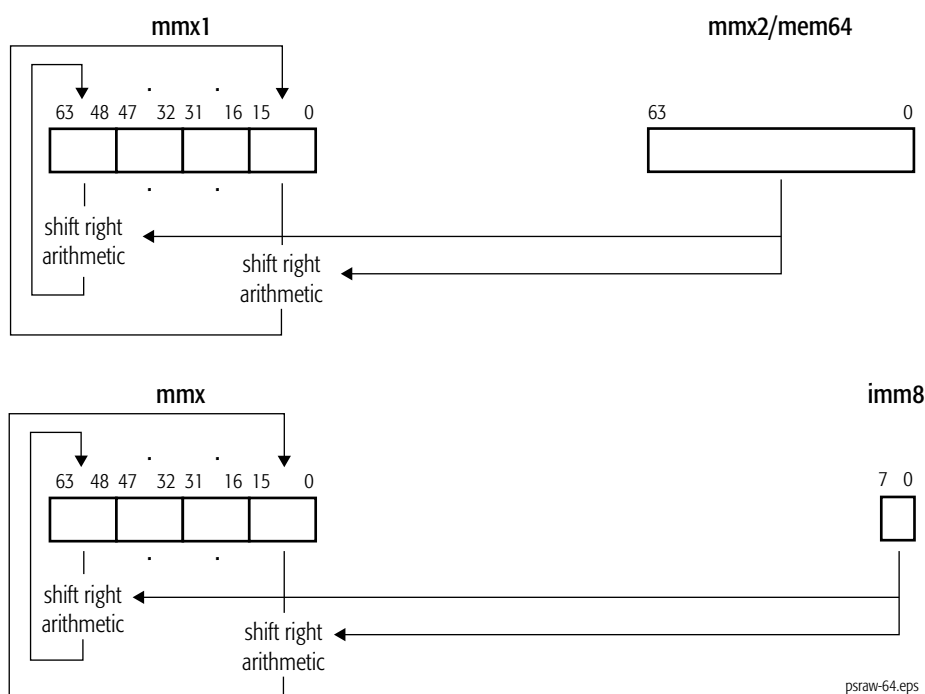 mmx1 mmx2/mem64
. .
63 48 47 32 31 16 15 0 63 0
. .
shift right
arithmetic
shift right
arithmetic
mmx imm8
. .
63 48 47 32 31 16 15 0 7 0
. .
shift right
arithmetic
shift right
arithmetic
psraw-64.eps